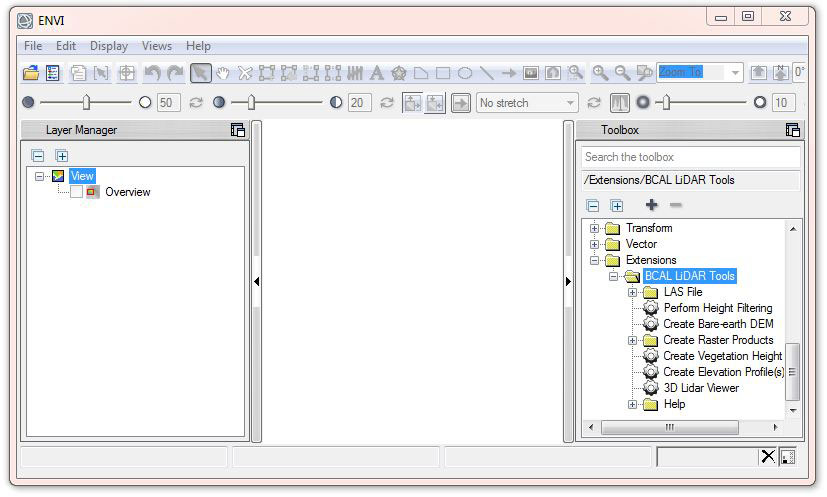 ENVI
File Edit Display Views Help
Zoom To
0°
50
20
No stretch
10
Layer Manager
View
Overview
Toolbox
Search the toolbox
/Extensions/BCAL LiDAR Tools
Transform
Vector
Extensions
BCAL LiDAR Tools
LAS File
Perform Height Filtering
Create Bare-earth DEM
Create Raster Products
Create Vegetation Height
Create Elevation Profile(s)
3D Lidar Viewer
Help